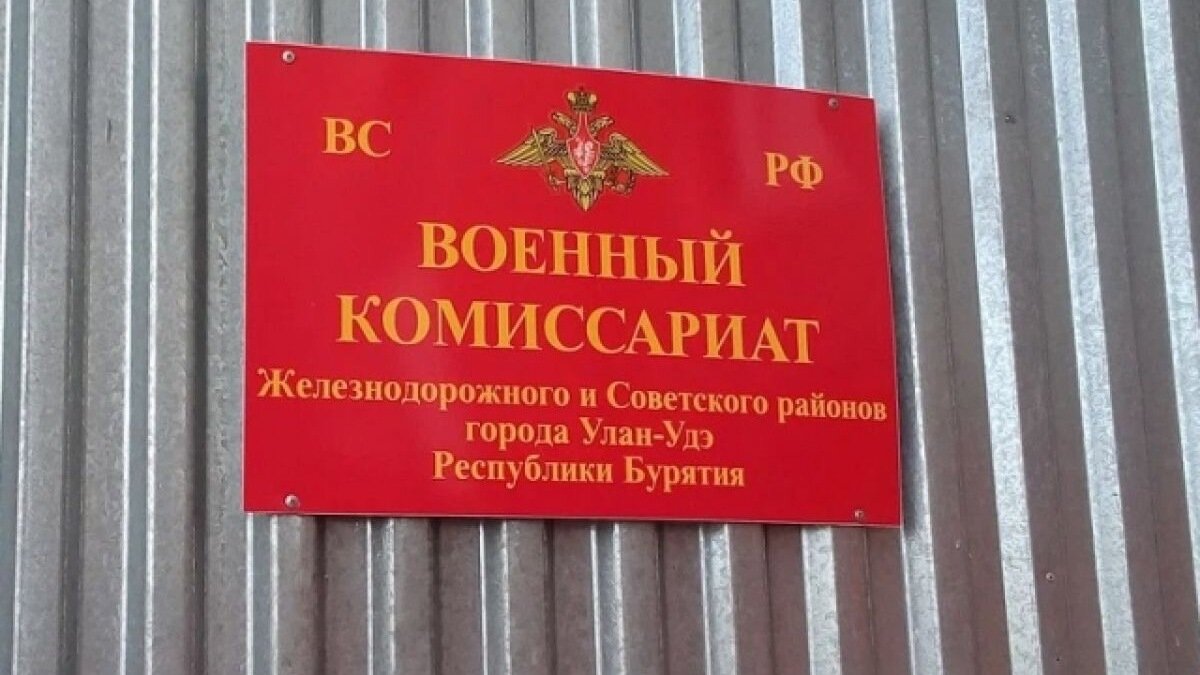 ВС РФ
ВОЕННЫЙ
КОМИССАРИАТ
Железнодорожного и Советского районов
города Улан-Удэ
Республики Бурятия